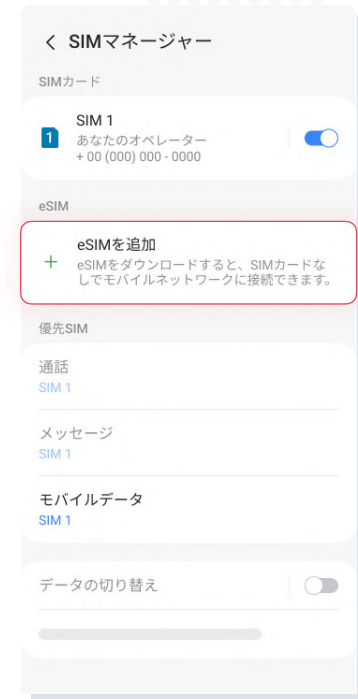 SIMマネージャー
SIMカード
SIM 1
1
あなたのオペレーター
+ 00 (000) 000 - 0000
eSIM
eSIMを追加
eSIMをダウンロードすると、SIMカードな
しでモバイルネットワークに接続できます。
優先SIM
通話
SIM 1
メッセージ
SIM 1
モバイルデータ
SIM 1
データの切り替え